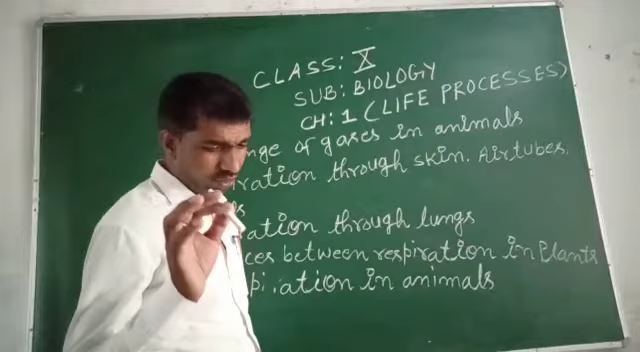 CLASS: X
SUB: BIOLOGY
CH: 1 (LIFE PROCESSES)
nge of gases in animals
ration through skin. Airtubes.
ls
ation through lungs
ces between respiration in Plants
pi.ation in animals